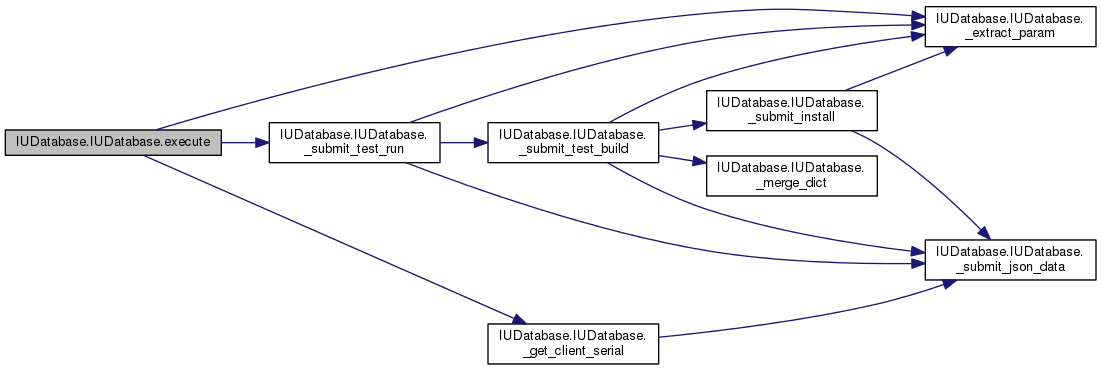 IUDatabase.IUDatabase.execute
IUDatabase.IUDatabase.
_submit_test_run
IUDatabase.IUDatabase.
_submit_test_build
IUDatabase.IUDatabase.
_extract_param
IUDatabase.IUDatabase.
_submit_install
IUDatabase.IUDatabase.
_merge_dict
IUDatabase.IUDatabase.
_submit_json_data
IUDatabase.IUDatabase.
_get_client_serial